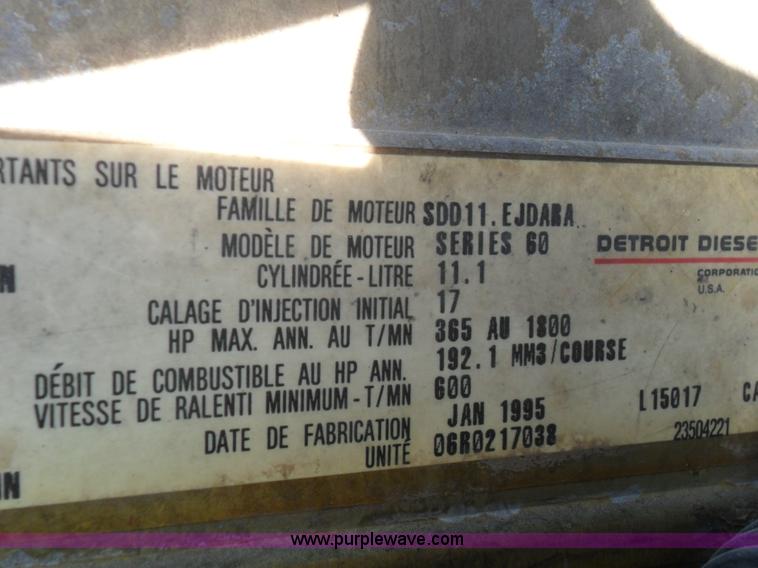 RTANTS SUR LE MOTEUR
FAMILLE DE MOTEUR SDD11.EJDARA
MODÈLE DE MOTEUR SERIES 60
DETROIT DIESE
CORPORATIO
U.S.A.
CYLINDRÉE - LITRE 11.1
CALAGE D'INJECTION INITIAL 17
HP MAX. ANN. AU T/MN 365 AU 1800
DÉBIT DE COMBUSTIBLE AU HP ANN. 192.1 MM3/COURSE
VITESSE DE RALENTI MINIMUM - T/MN 600
L15017 CA
DATE DE FABRICATION JAN 1995
23504221
UNITÉ 06R0217038
www.purplewave.com